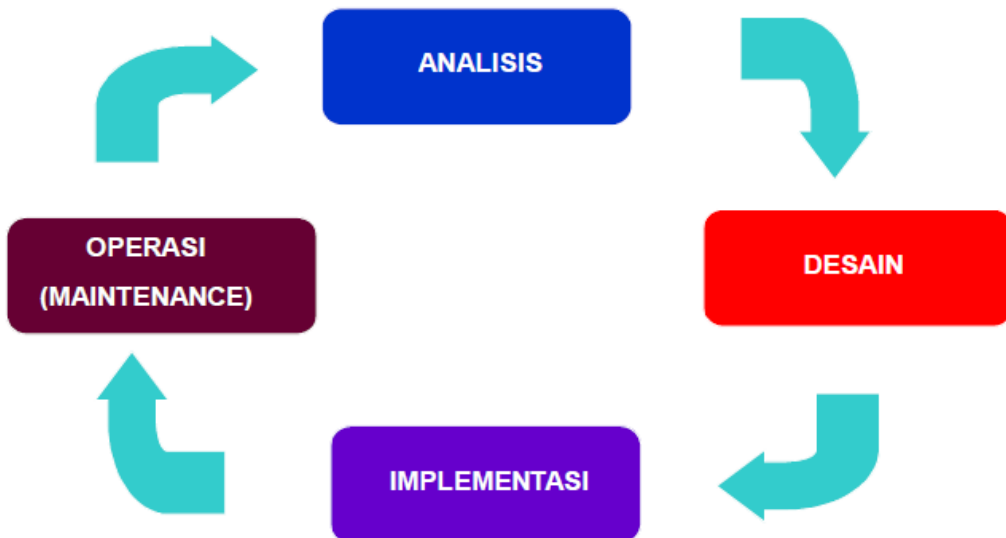 ANALISIS
OPERASI
(MAINTENANCE)
DESAIN
IMPLEMENTASI